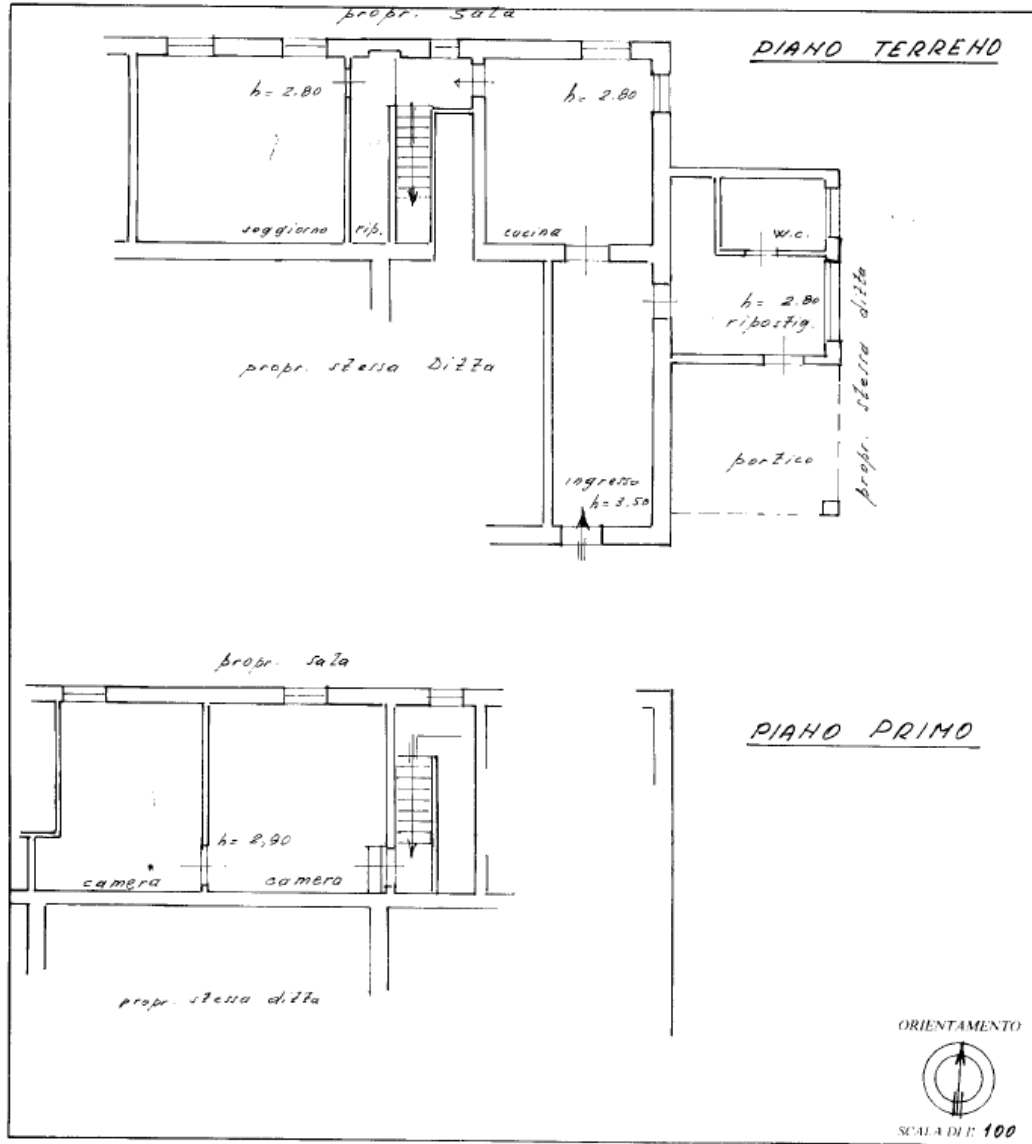 propr. Sala
PIANO TERRENO
h= 2.80
h= 2.80
soggiorno
rip.
cucina
w.c.
h= 2.80
ripostig.
propr. stessa ditta
propr. stessa Ditta
portico
ingresso
h= 3,50
propr. sala
PIANO PRIMO
h= 2,90
camera
camera
propr. stessa ditta
ORIENTAMENTO
SCALA DI 1: 100